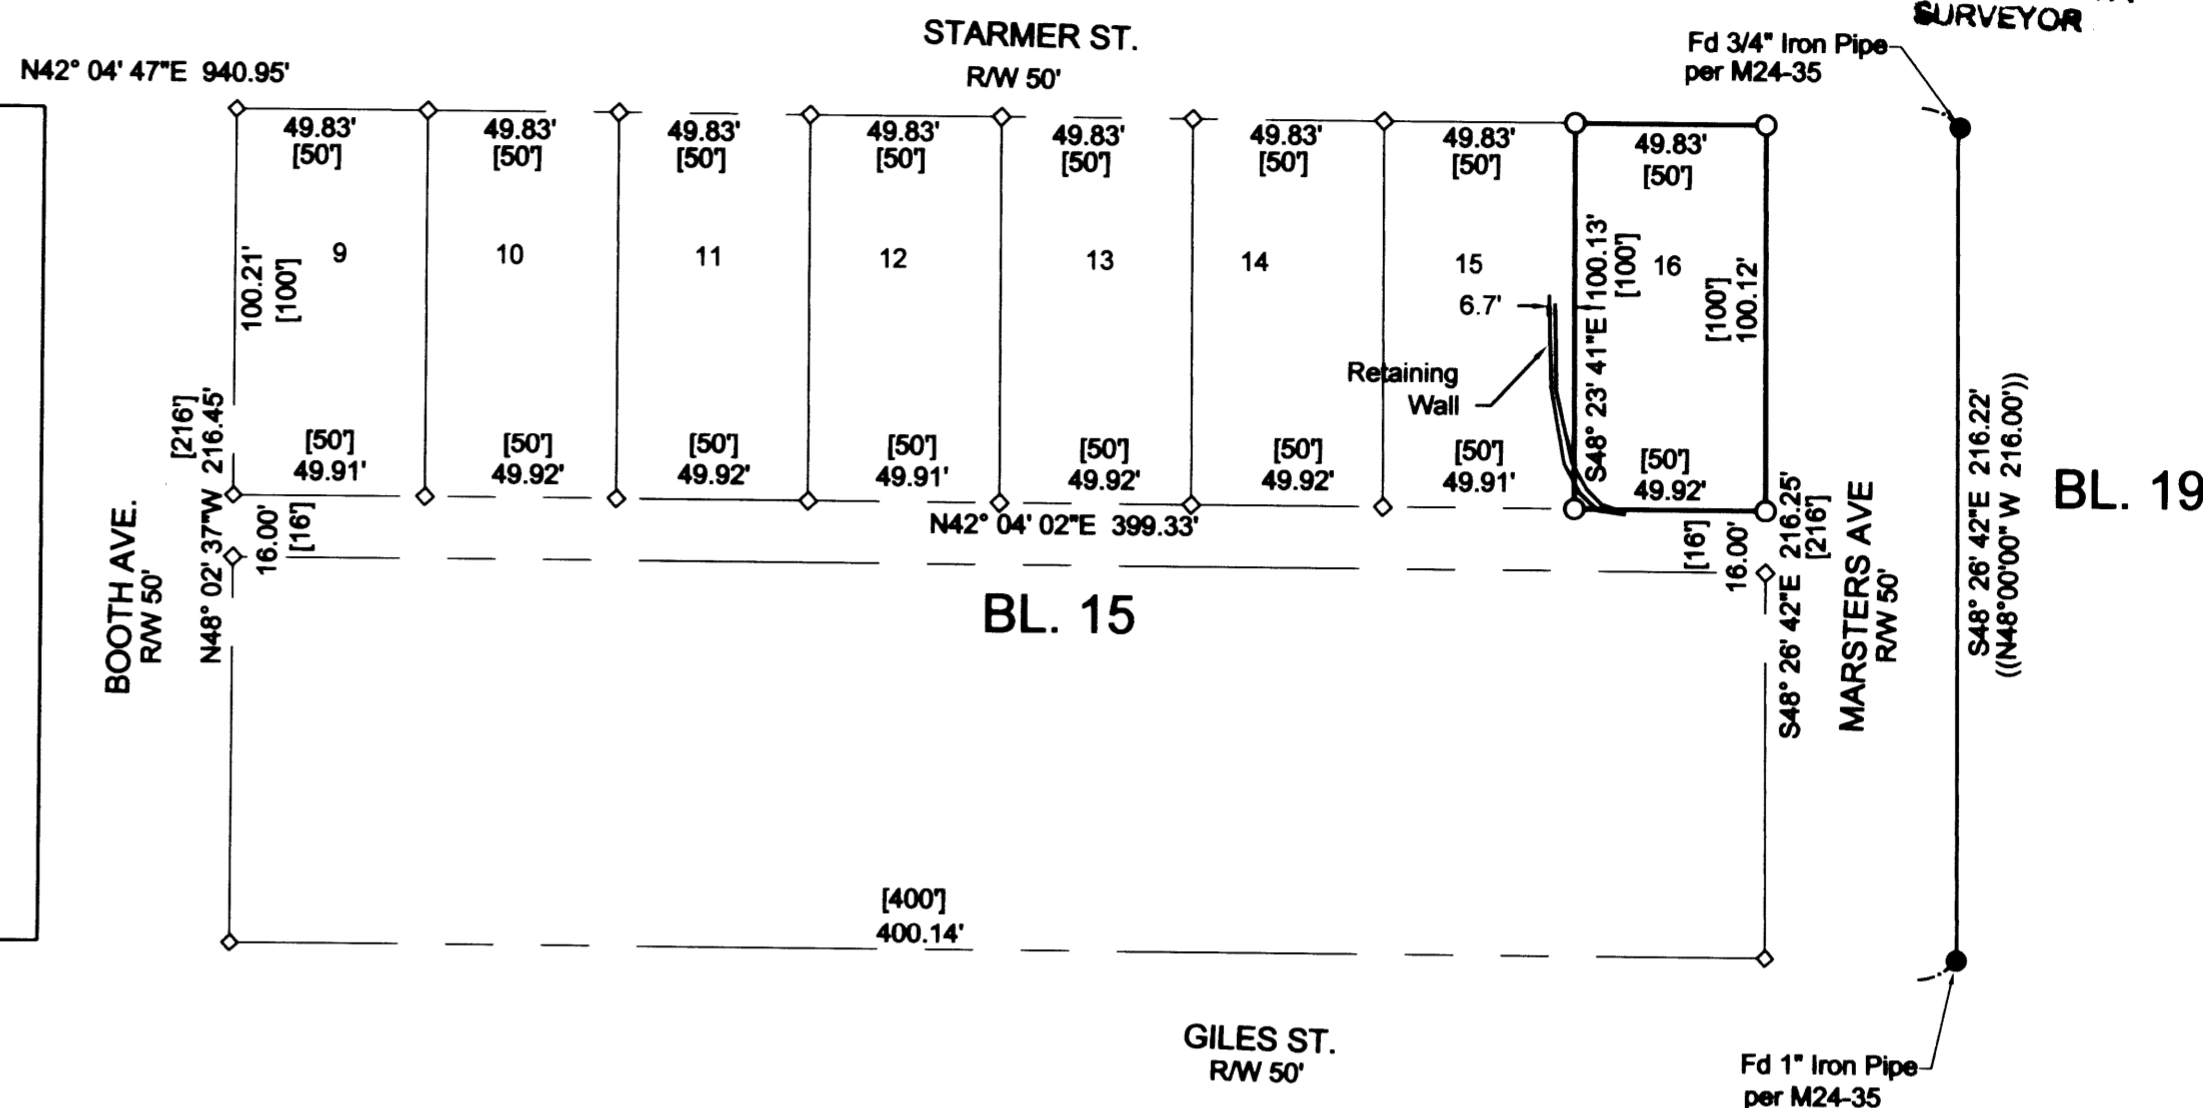 SURVEYOR
STARMER ST.
R/W 50'
Fd 3/4" Iron Pipe
per M24-35
N42° 04' 47"E 940.95'
49.83'
[50']
49.83'
[50']
49.83'
[50']
49.83'
[50']
49.83'
[50']
49.83'
[50']
49.83'
[50']
49.83'
[50']
9
10
11
12
13
14
15
16
100.21'
[100']
6.7'
S48° 23' 41"E 100.13'
[100']
[100']
100.12'
Retaining
Wall
[216']
N48° 02' 37"W 216.45'
[50']
49.91'
[50']
49.92'
[50']
49.92'
[50']
49.91'
[50']
49.92'
[50']
49.92'
[50']
49.91'
[50']
49.92'
N42° 04' 02"E 399.33'
16.00'
[16']
[16']
16.00'
BOOTH AVE.
R/W 50'
BL. 15
S48° 26' 42"E 216.25'
[216']
MARSTERS AVE
R/W 50'
S48° 26' 42"E 216.22'
((N48°00'00" W 216.00'))
BL. 19
[400']
400.14'
GILES ST.
R/W 50'
Fd 1" Iron Pipe
per M24-35